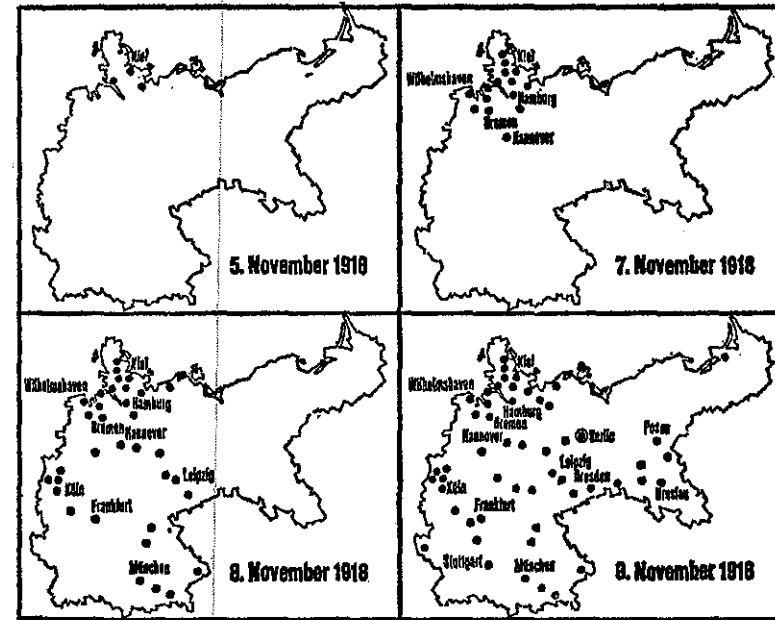 Kiel
5. November 1918
Kiel
Wilhelmshaven
Hamburg
Bremen
Hannover
7. November 1918
Kiel
Wilhelmshaven
Hamburg
Bremen Hannover
Leipzig
Köln
Frankfurt
München
8. November 1918
Kiel
Wilhelmshaven
Hamburg
Bremen
Hannover
Berlin
Posen
Leipzig
Dresden
Köln
Breslau
Frankfurt
Stuttgart
München
9. November 1918